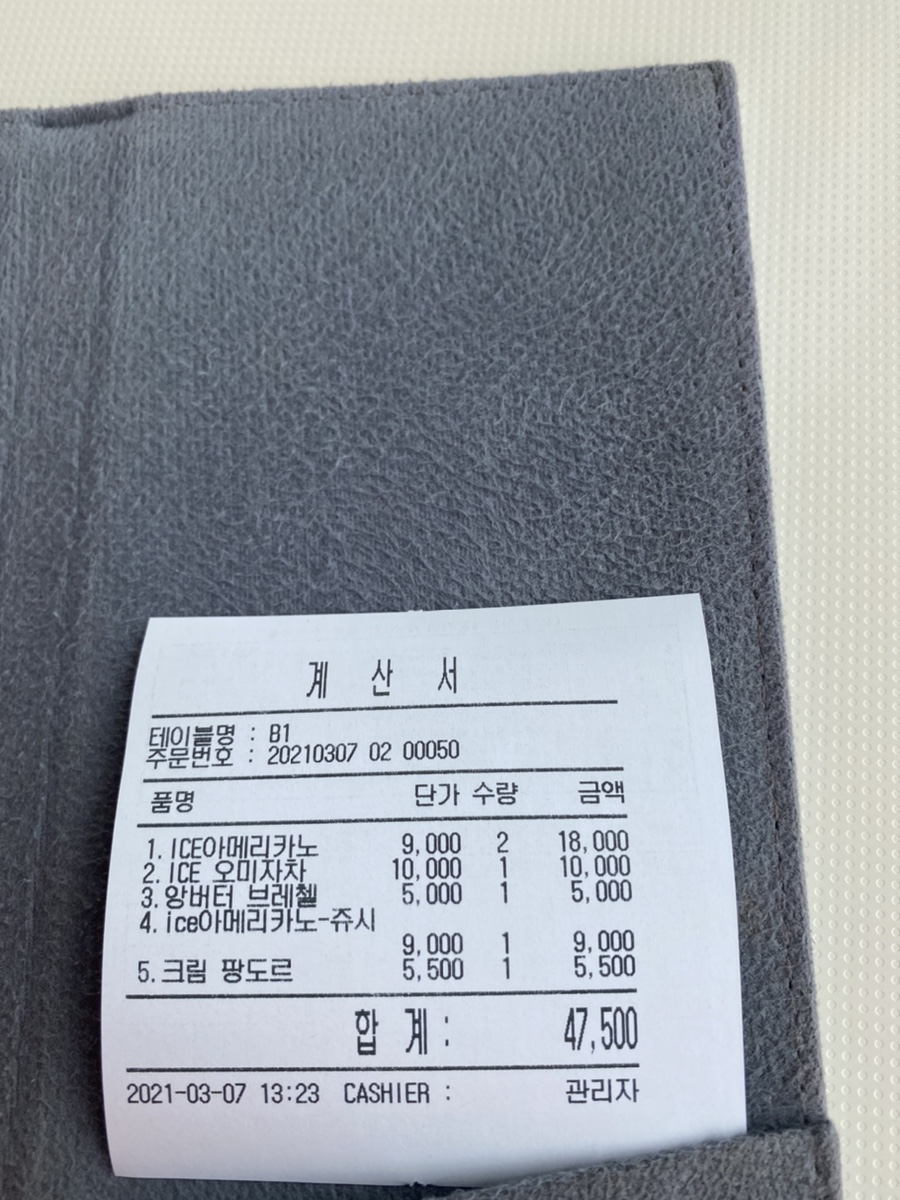 계 산 서
테이블명 : B1
주문번호 : 20210307 02 00050
품명 단가 수량 금액
1. ICE아메리카노 9,000 2 18,000
2. ICE 오미자차 10,000 1 10,000
3. 앙버터 브레첼 5,000 1 5,000
4. ice아메리카노-쥬시
9,000 1 9,000
5. 크림 팡도르 5,500 1 5,500
합 계 : 47,500
2021-03-07 13:23 CASHIER : 관리자